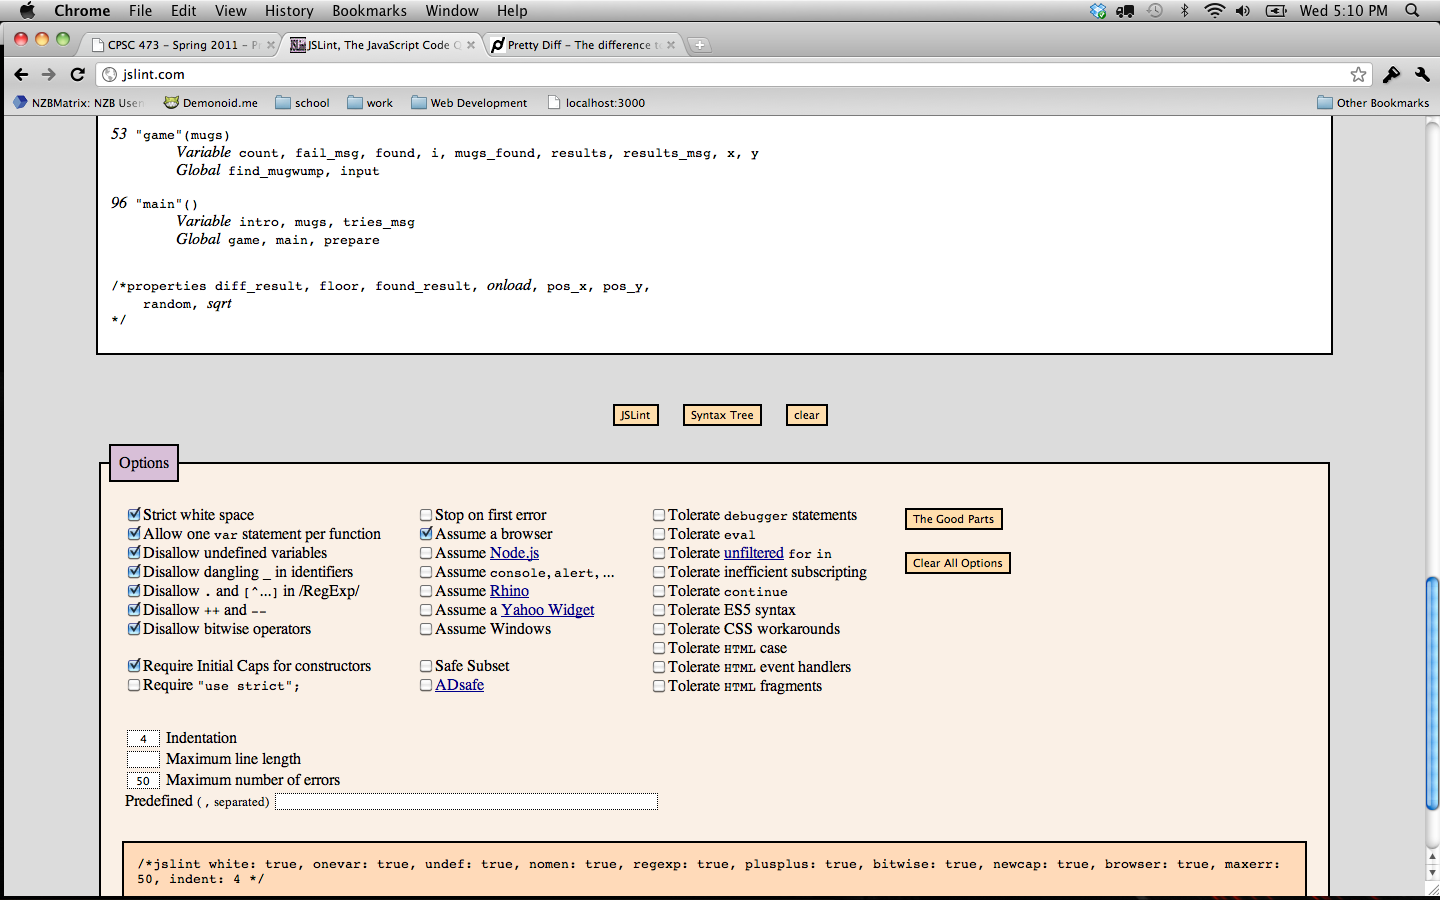 Chrome File Edit View History Bookmarks Window Help Wed 5:10 PM
CPSC 473 – Spring 2011 – P
JSLint, The JavaScript Code Q
Pretty Diff – The difference t
jslint.com
NZBMatrix: NZB User
Demonoid.me
school
work
Web Development
localhost:3000
Other Bookmarks
53 "game"(mugs)
Variable count, fail_msg, found, i, mugs_found, results, results_msg, x, y
Global find_mugwump, input
96 "main"()
Variable intro, mugs, tries_msg
Global game, main, prepare
/*properties diff_result, floor, found_result, onload, pos_x, pos_y,
random, sqrt
*/
JSLint
Syntax Tree
clear
Options
Strict white space
Allow one var statement per function
Disallow undefined variables
Disallow dangling _ in identifiers
Disallow . and [^...] in /RegExp/
Disallow ++ and --
Disallow bitwise operators
Require Initial Caps for constructors
Require "use strict";
Stop on first error
Assume a browser
Assume Node.js
Assume console, alert, ...
Assume Rhino
Assume a Yahoo Widget
Assume Windows
Safe Subset
ADsafe
Tolerate debugger statements
Tolerate eval
Tolerate unfiltered for in
Tolerate inefficient subscripting
Tolerate continue
Tolerate ES5 syntax
Tolerate CSS workarounds
Tolerate HTML case
Tolerate HTML event handlers
Tolerate HTML fragments
The Good Parts
Clear All Options
4 Indentation
Maximum line length
50 Maximum number of errors
Predefined ( , separated)
/*jslint white: true, onevar: true, undef: true, nomen: true, regexp: true, plusplus: true, bitwise: true, newcap: true, browser: true, maxerr:
50, indent: 4 */